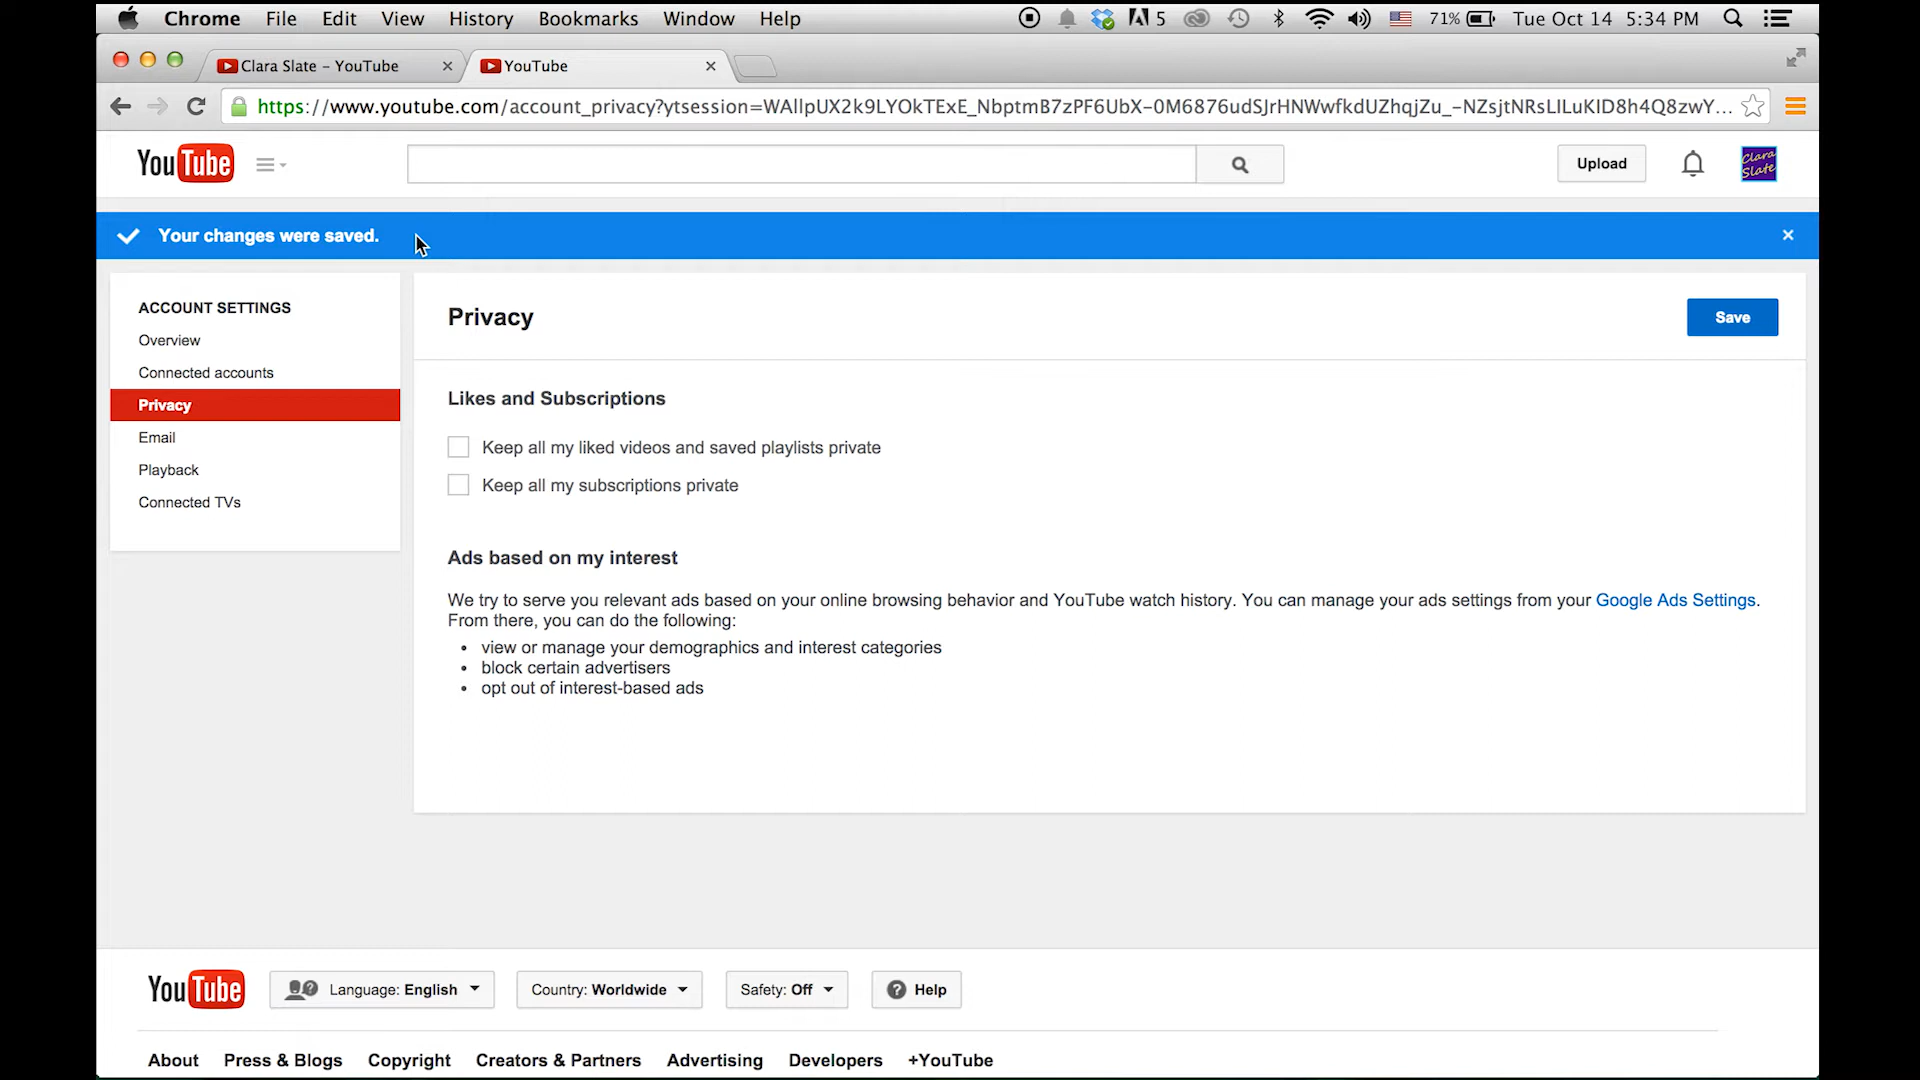 Chrome File Edit View History Bookmarks Window Help 5 71% Tue Oct 14 5:34 PM
Clara Slate – YouTube YouTube
https://www.youtube.com/account_privacy?ytsession=
YouTube Upload Clara Slate
Your changes were saved.
ACCOUNT SETTINGS
Overview
Connected accounts
Privacy
Email
Playback
Connected TVs
Privacy Save
Likes and Subscriptions
Keep all my liked videos and saved playlists private
Keep all my subscriptions private
Ads based on my interest
We try to serve you relevant ads based on your online browsing behavior and YouTube watch history. You can manage your ads settings from your Google Ads Settings.
From there, you can do the following:
• view or manage your demographics and interest categories
• block certain advertisers
• opt out of interest-based ads
YouTube Language: English Country: Worldwide Safety: Off Help
About Press & Blogs Copyright Creators & Partners Advertising Developers +YouTube